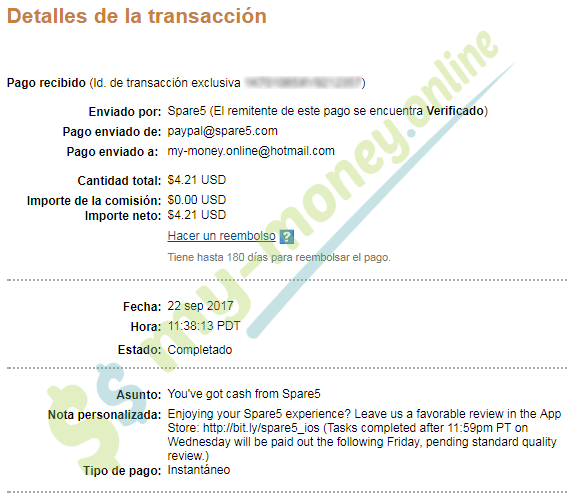 Detalles de la transacción
Pago recibido (Id. de transacción exclusiva )
Enviado por: Spare5 (El remitente de este pago se encuentra Verificado)
Pago enviado de: paypal@spare5.com
Pago enviado a: my-money.online@hotmail.com
Cantidad total: $4.21 USD
Importe de la comisión: $0.00 USD
Importe neto: $4.21 USD
Hacer un reembolso ?
Tiene hasta 180 días para reembolsar el pago.
Fecha: 22 sep 2017
Hora: 11:38:13 PDT
Estado: Completado
Asunto: You've got cash from Spare5
Nota personalizada: Enjoying your Spare5 experience? Leave us a favorable review in the App
Store: http://bit.ly/spare5_ios (Tasks completed after 11:59pm PT on
Wednesday will be paid out the following Friday, pending standard quality
review.)
Tipo de pago: Instantáneo
$$ my-money.online